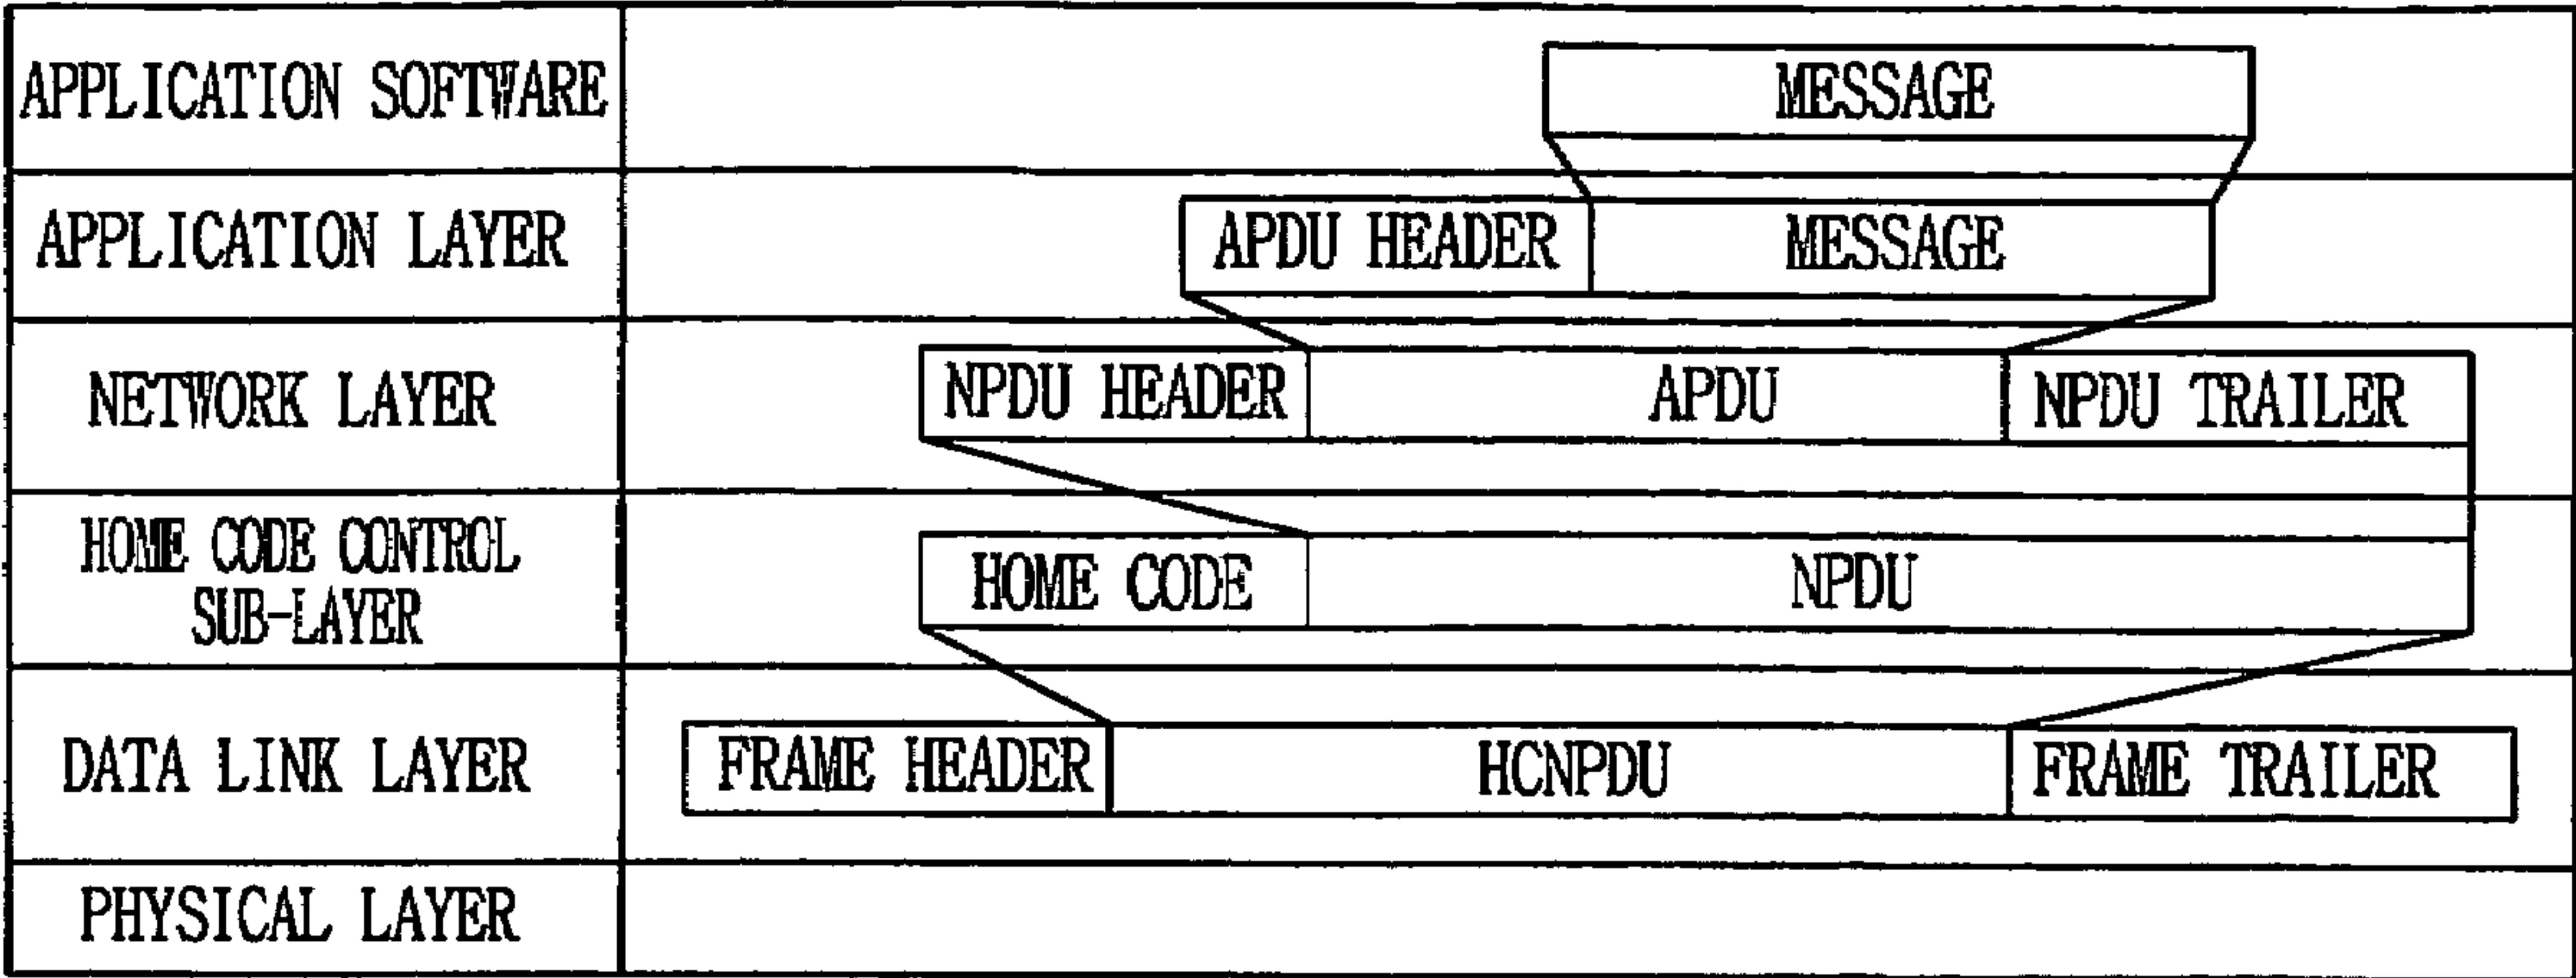 APPLICATION SOFTWARE
MESSAGE
APPLICATION LAYER
APDU HEADER
MESSAGE
NETWORK LAYER
NPDU HEADER
APDU
NPDU TRAILER
HOME CODE CONTROL
SUB-LAYER
HOME CODE
NPDU
DATA LINK LAYER
FRAME HEADER
HCNPDU
FRAME TRAILER
PHYSICAL LAYER